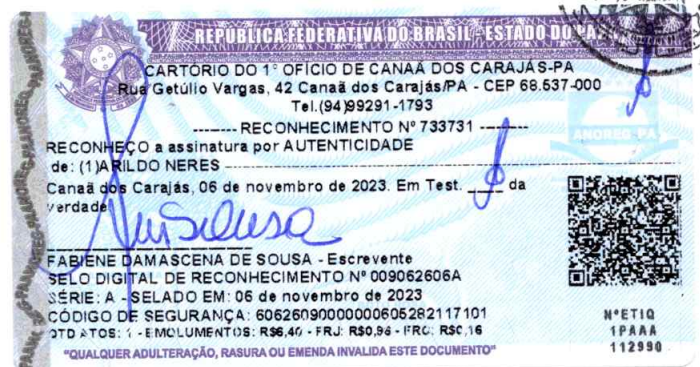 REPÚBLICA FEDERATIVA DO BRASIL - ESTADO DO PA
CARTÓRIO DO 1º OFÍCIO DE CANAÃ DOS CARAJÁS-PA
Rua Getúlio Vargas, 42 Canaã dos Carajás/PA - CEP 68.537-000
Tel.(94)99291-1793
------- RECONHECIMENTO Nº 733731 -------
ANOREG PA
RECONHEÇO a assinatura por AUTENTICIDADE
de: (1)ARILDO NERES
Canaã dos Carajás, 06 de novembro de 2023. Em Test. ____ da
verdade
FABIENE DAMASCENA DE SOUSA - Escrevente
SELO DIGITAL DE RECONHECIMENTO Nº 009062606A
SÉRIE: A - SELADO EM: 06 de novembro de 2023
CÓDIGO DE SEGURANÇA: 60626090000000605282117101
QTD ATOS: 1 - EMOLUMENTOS: R$6,40 - FRJ: R$0,96 - FRC: R$0,16
NºETIQ
1PAAA
112990
"QUALQUER ADULTERAÇÃO, RASURA OU EMENDA INVALIDA ESTE DOCUMENTO"